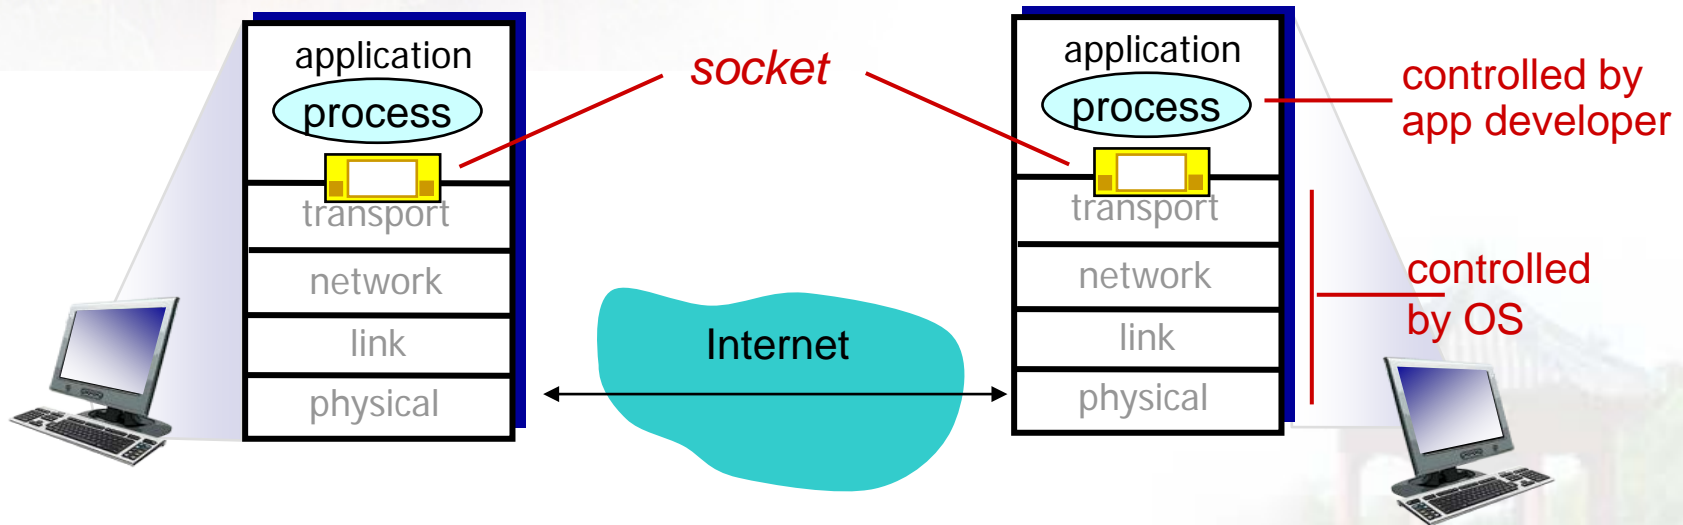 application
process
transport
network
link
physical
socket
Internet
application
process
transport
network
link
physical
controlled by
app developer
controlled
by OS